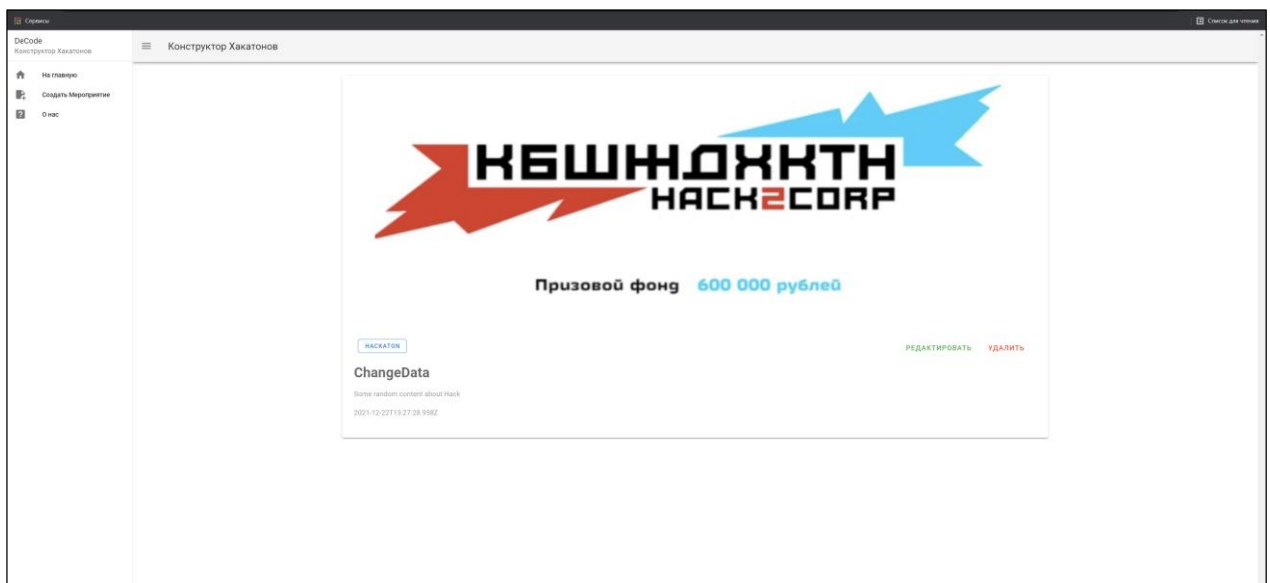 Сервисы
Список для чтения
DeCode
Конструктор Хакатонов
Конструктор Хакатонов
На главную
Создать Мероприятие
О нас
КБШЖДХКТН
HACK2CORP
Призовой фонд 600 000 рублей
HACKATON
РЕДАКТИРОВАТЬ УДАЛИТЬ
ChangeData
Some random content about Hack
2021-12-22T13:27:28.958Z